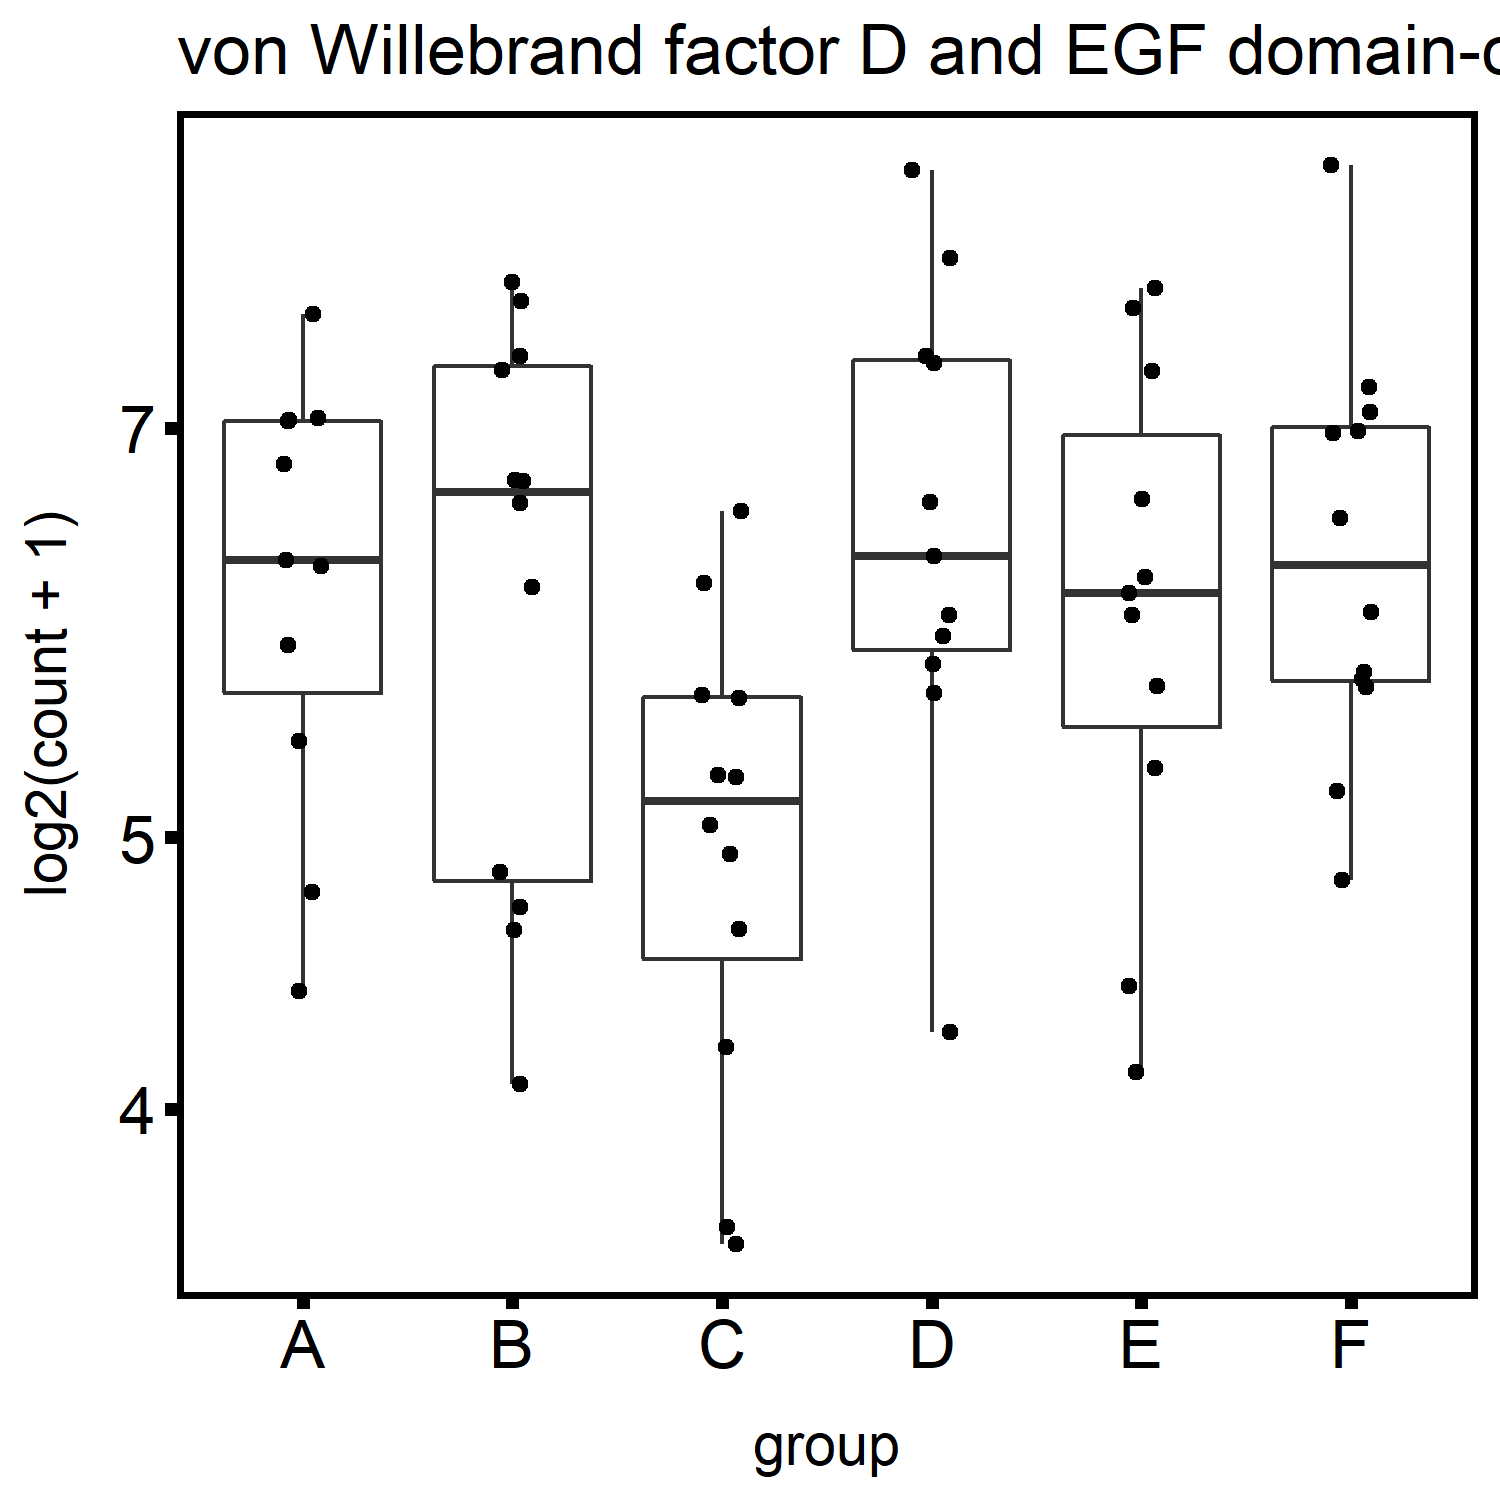 von Willebrand factor D and EGF domain-
log2(count + 1)
7
5
4
A B C D E F
group